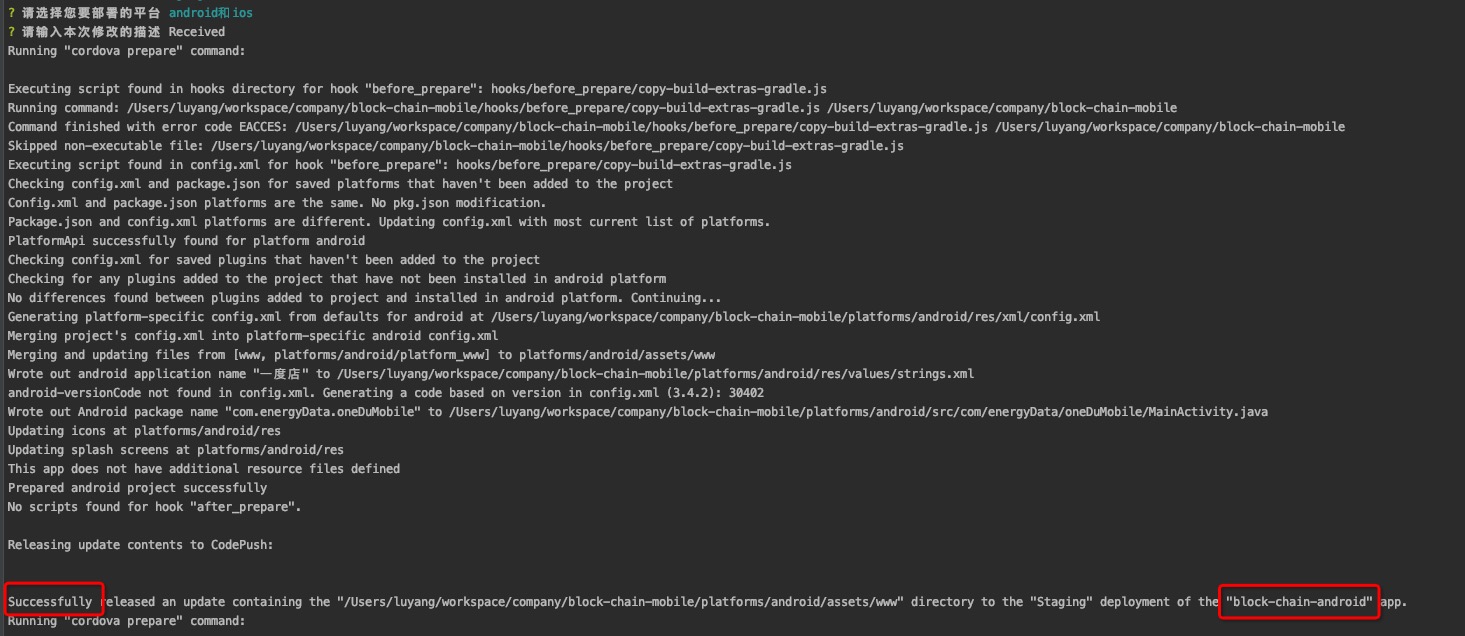 ? 请选择您要部署的平台 android和ios
? 请输入本次修改的描述 Received
Running "cordova prepare" command:
Executing script found in hooks directory for hook "before_prepare": hooks/before_prepare/copy-build-extras-gradle.js
Running command: /Users/luyang/workspace/company/block-chain-mobile/hooks/before_prepare/copy-build-extras-gradle.js /Users/luyang/workspace/company/block-chain-mobile
Command finished with error code EACCES: /Users/luyang/workspace/company/block-chain-mobile/hooks/before_prepare/copy-build-extras-gradle.js /Users/luyang/workspace/company/block-chain-mobile
Skipped non-executable file: /Users/luyang/workspace/company/block-chain-mobile/hooks/before_prepare/copy-build-extras-gradle.js
Executing script found in config.xml for hook "before_prepare": hooks/before_prepare/copy-build-extras-gradle.js
Checking config.xml and package.json for saved platforms that haven't been added to the project
Config.xml and package.json platforms are the same. No pkg.json modification.
Package.json and config.xml platforms are different. Updating config.xml with most current list of platforms.
PlatformApi successfully found for platform android
Checking config.xml for saved plugins that haven't been added to the project
Checking for any plugins added to the project that have not been installed in android platform
No differences found between plugins added to project and installed in android platform. Continuing...
Generating platform-specific config.xml from defaults for android at /Users/luyang/workspace/company/block-chain-mobile/platforms/android/res/xml/config.xml
Merging project's config.xml into platform-specific android config.xml
Merging and updating files from [www, platforms/android/platform_www] to platforms/android/assets/www
Wrote out android application name "一度店" to /Users/luyang/workspace/company/block-chain-mobile/platforms/android/res/values/strings.xml
android-versionCode not found in config.xml. Generating a code based on version in config.xml (3.4.2): 30402
Wrote out Android package name "com.energyData.oneDuMobile" to /Users/luyang/workspace/company/block-chain-mobile/platforms/android/src/com/energyData/oneDuMobile/MainActivity.java
Updating icons at platforms/android/res
Updating splash screens at platforms/android/res
This app does not have additional resource files defined
Prepared android project successfully
No scripts found for hook "after_prepare".
Releasing update contents to CodePush:
Successfully released an update containing the "/Users/luyang/workspace/company/block-chain-mobile/platforms/android/assets/www" directory to the "Staging" deployment of the "block-chain-android" app.
Running "cordova prepare" command: